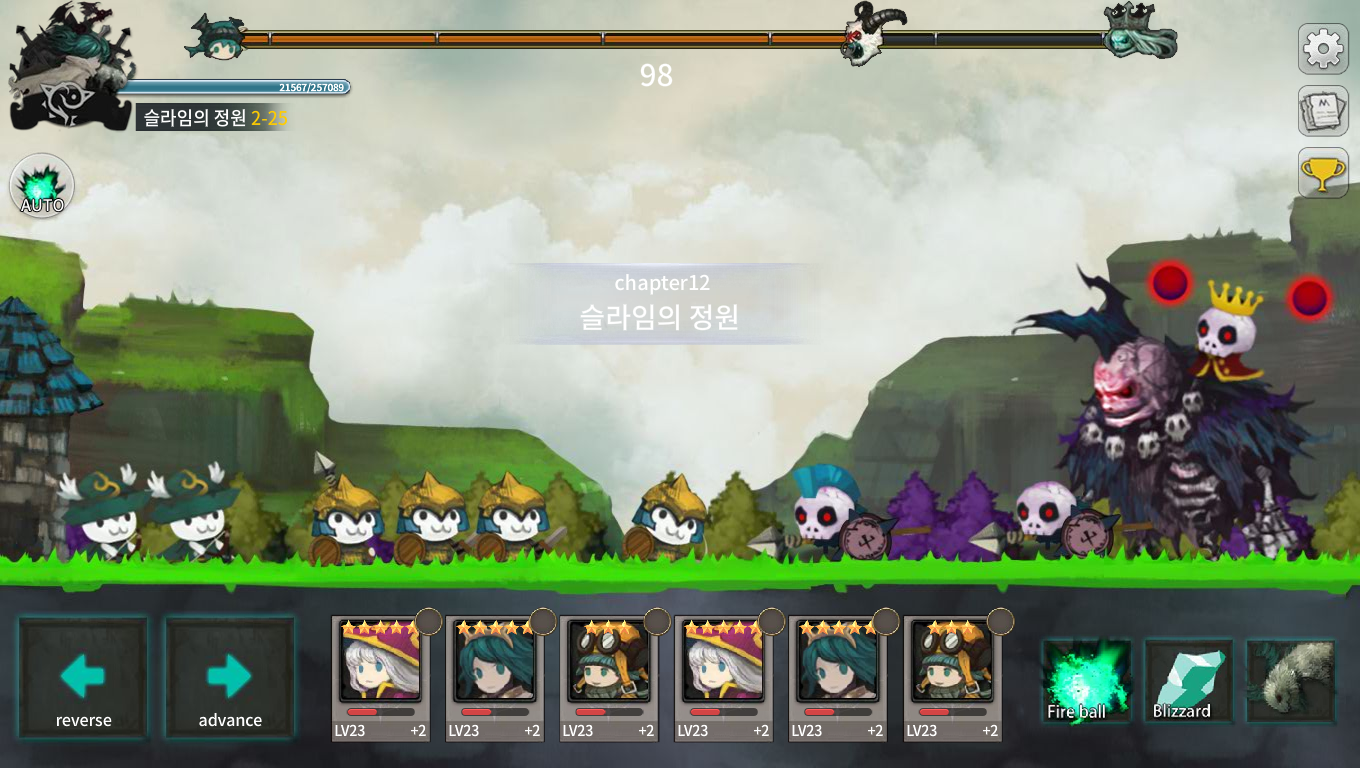 98
21567/257089
슬라임의 정원 2-25
AUTO
chapter12
슬라임의 정원
reverse
advance
LV23 +2
LV23 +2
LV23 +2
LV23 +2
LV23 +2
LV23 +2
Fire ball
Blizzard